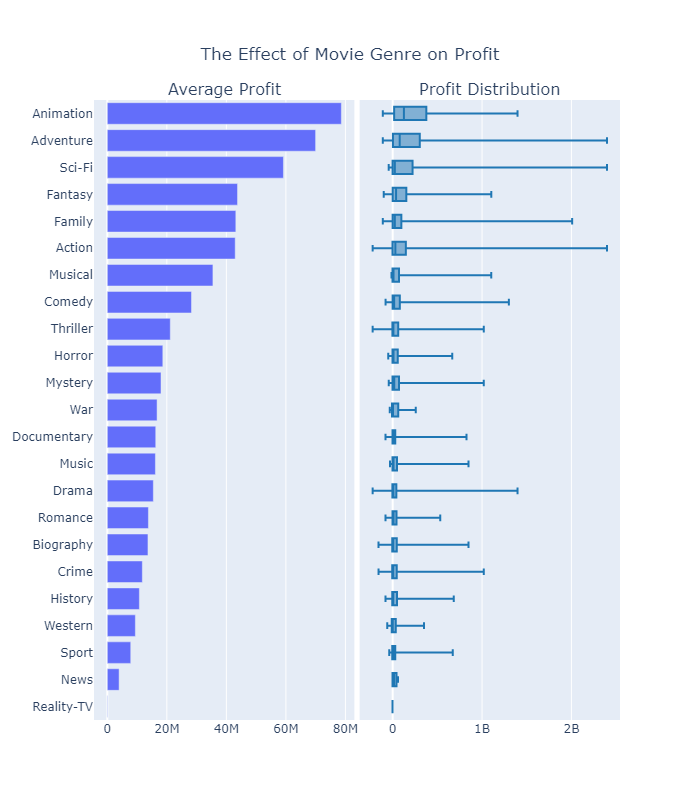 The Effect of Movie Genre on Profit
Average Profit
Profit Distribution
Animation
Adventure
Sci-Fi
Fantasy
Family
Action
Musical
Comedy
Thriller
Horror
Mystery
War
Documentary
Music
Drama
Romance
Biography
Crime
History
Western
Sport
News
Reality-TV
0 20M 40M 60M 80M
0 1B 2B